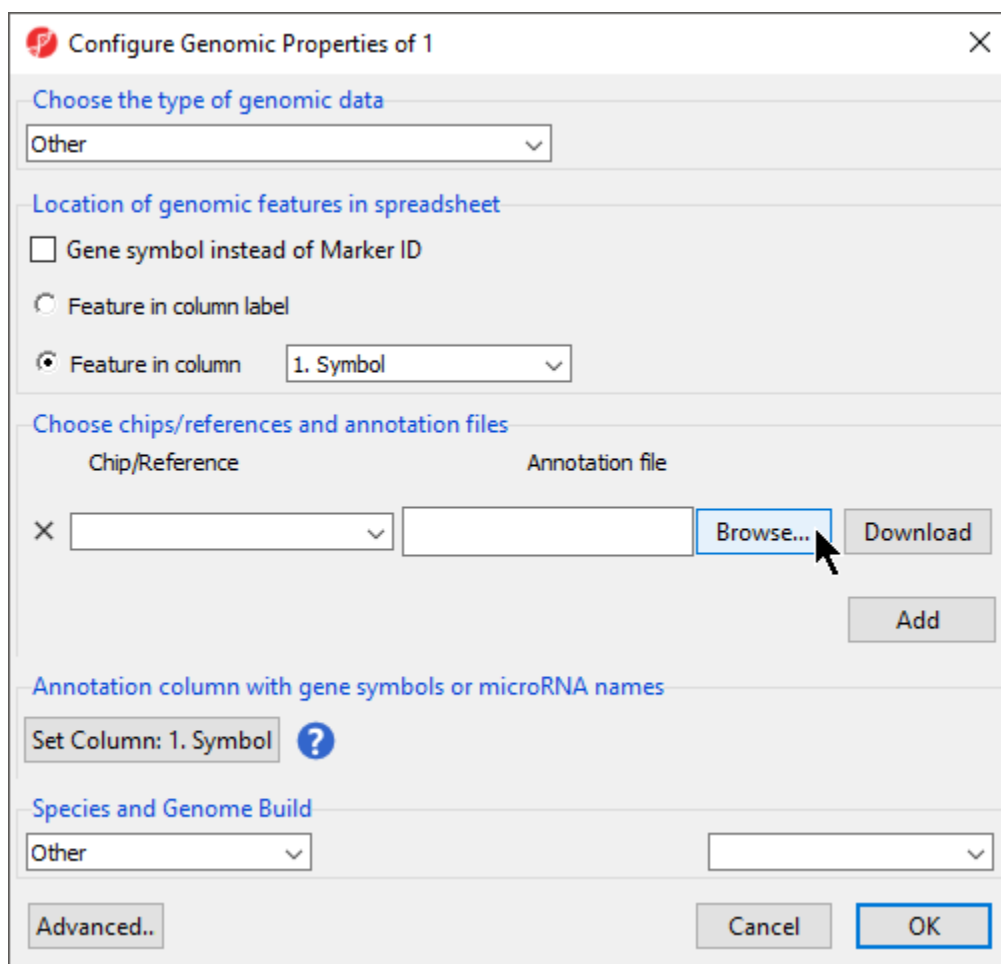 Configure Genomic Properties of 1
Choose the type of genomic data
Other
Location of genomic features in spreadsheet
Gene symbol instead of Marker ID
Feature in column label
Feature in column 1. Symbol
Choose chips/references and annotation files
Chip/Reference Annotation file
Browse... Download
Add
Annotation column with gene symbols or microRNA names
Set Column: 1. Symbol ?
Species and Genome Build
Other
Advanced.. Cancel OK